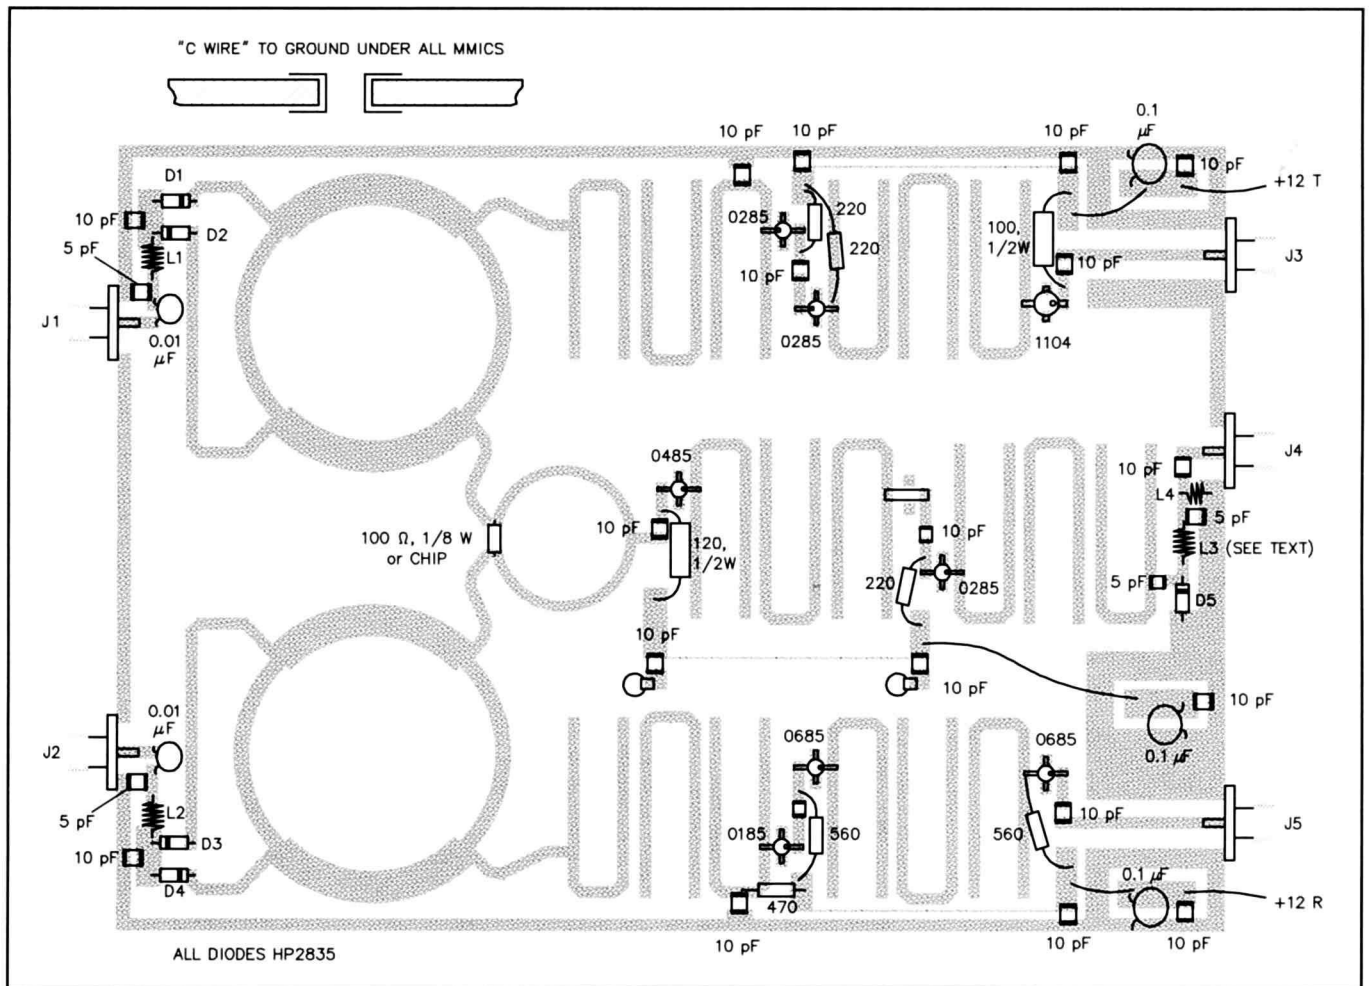 "C WIRE" TO GROUND UNDER ALL MMICS
10 pF
10 pF
10 pF
0.1
µF
10 pF
+12 T
D1
10 pF
D2
5 pF
L1
J1
0.01
µF
0285
220
220
10 pF
0285
100,
1/2W
10 pF
1104
J3
0485
10 pF
120,
1/2W
100 Ω, 1/8 W
or CHIP
10 pF
10 pF
220
0285
10 pF
10 pF
J4
L4
5 pF
L3 (SEE TEXT)
5 pF
D5
10 pF
0.1 µF
0.01
µF
J2
5 pF
L2
10 pF
D3
D4
0685
0185
560
470
10 pF
0685
560
10 pF
J5
0.1 µF
+12 R
10 pF
10 pF
ALL DIODES HP2835